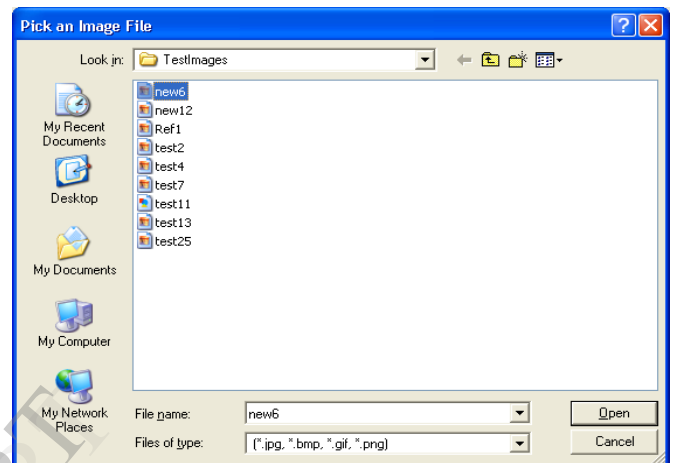 Pick an Image File
Look in: TestImages
new6
new12
Ref1
test2
test4
test7
test11
test13
test25
My Recent
Documents
Desktop
My Documents
My Computer
My Network
Places
File name: new6 Open
Files of type: (*.jpg, *.bmp, *.gif, *.png) Cancel